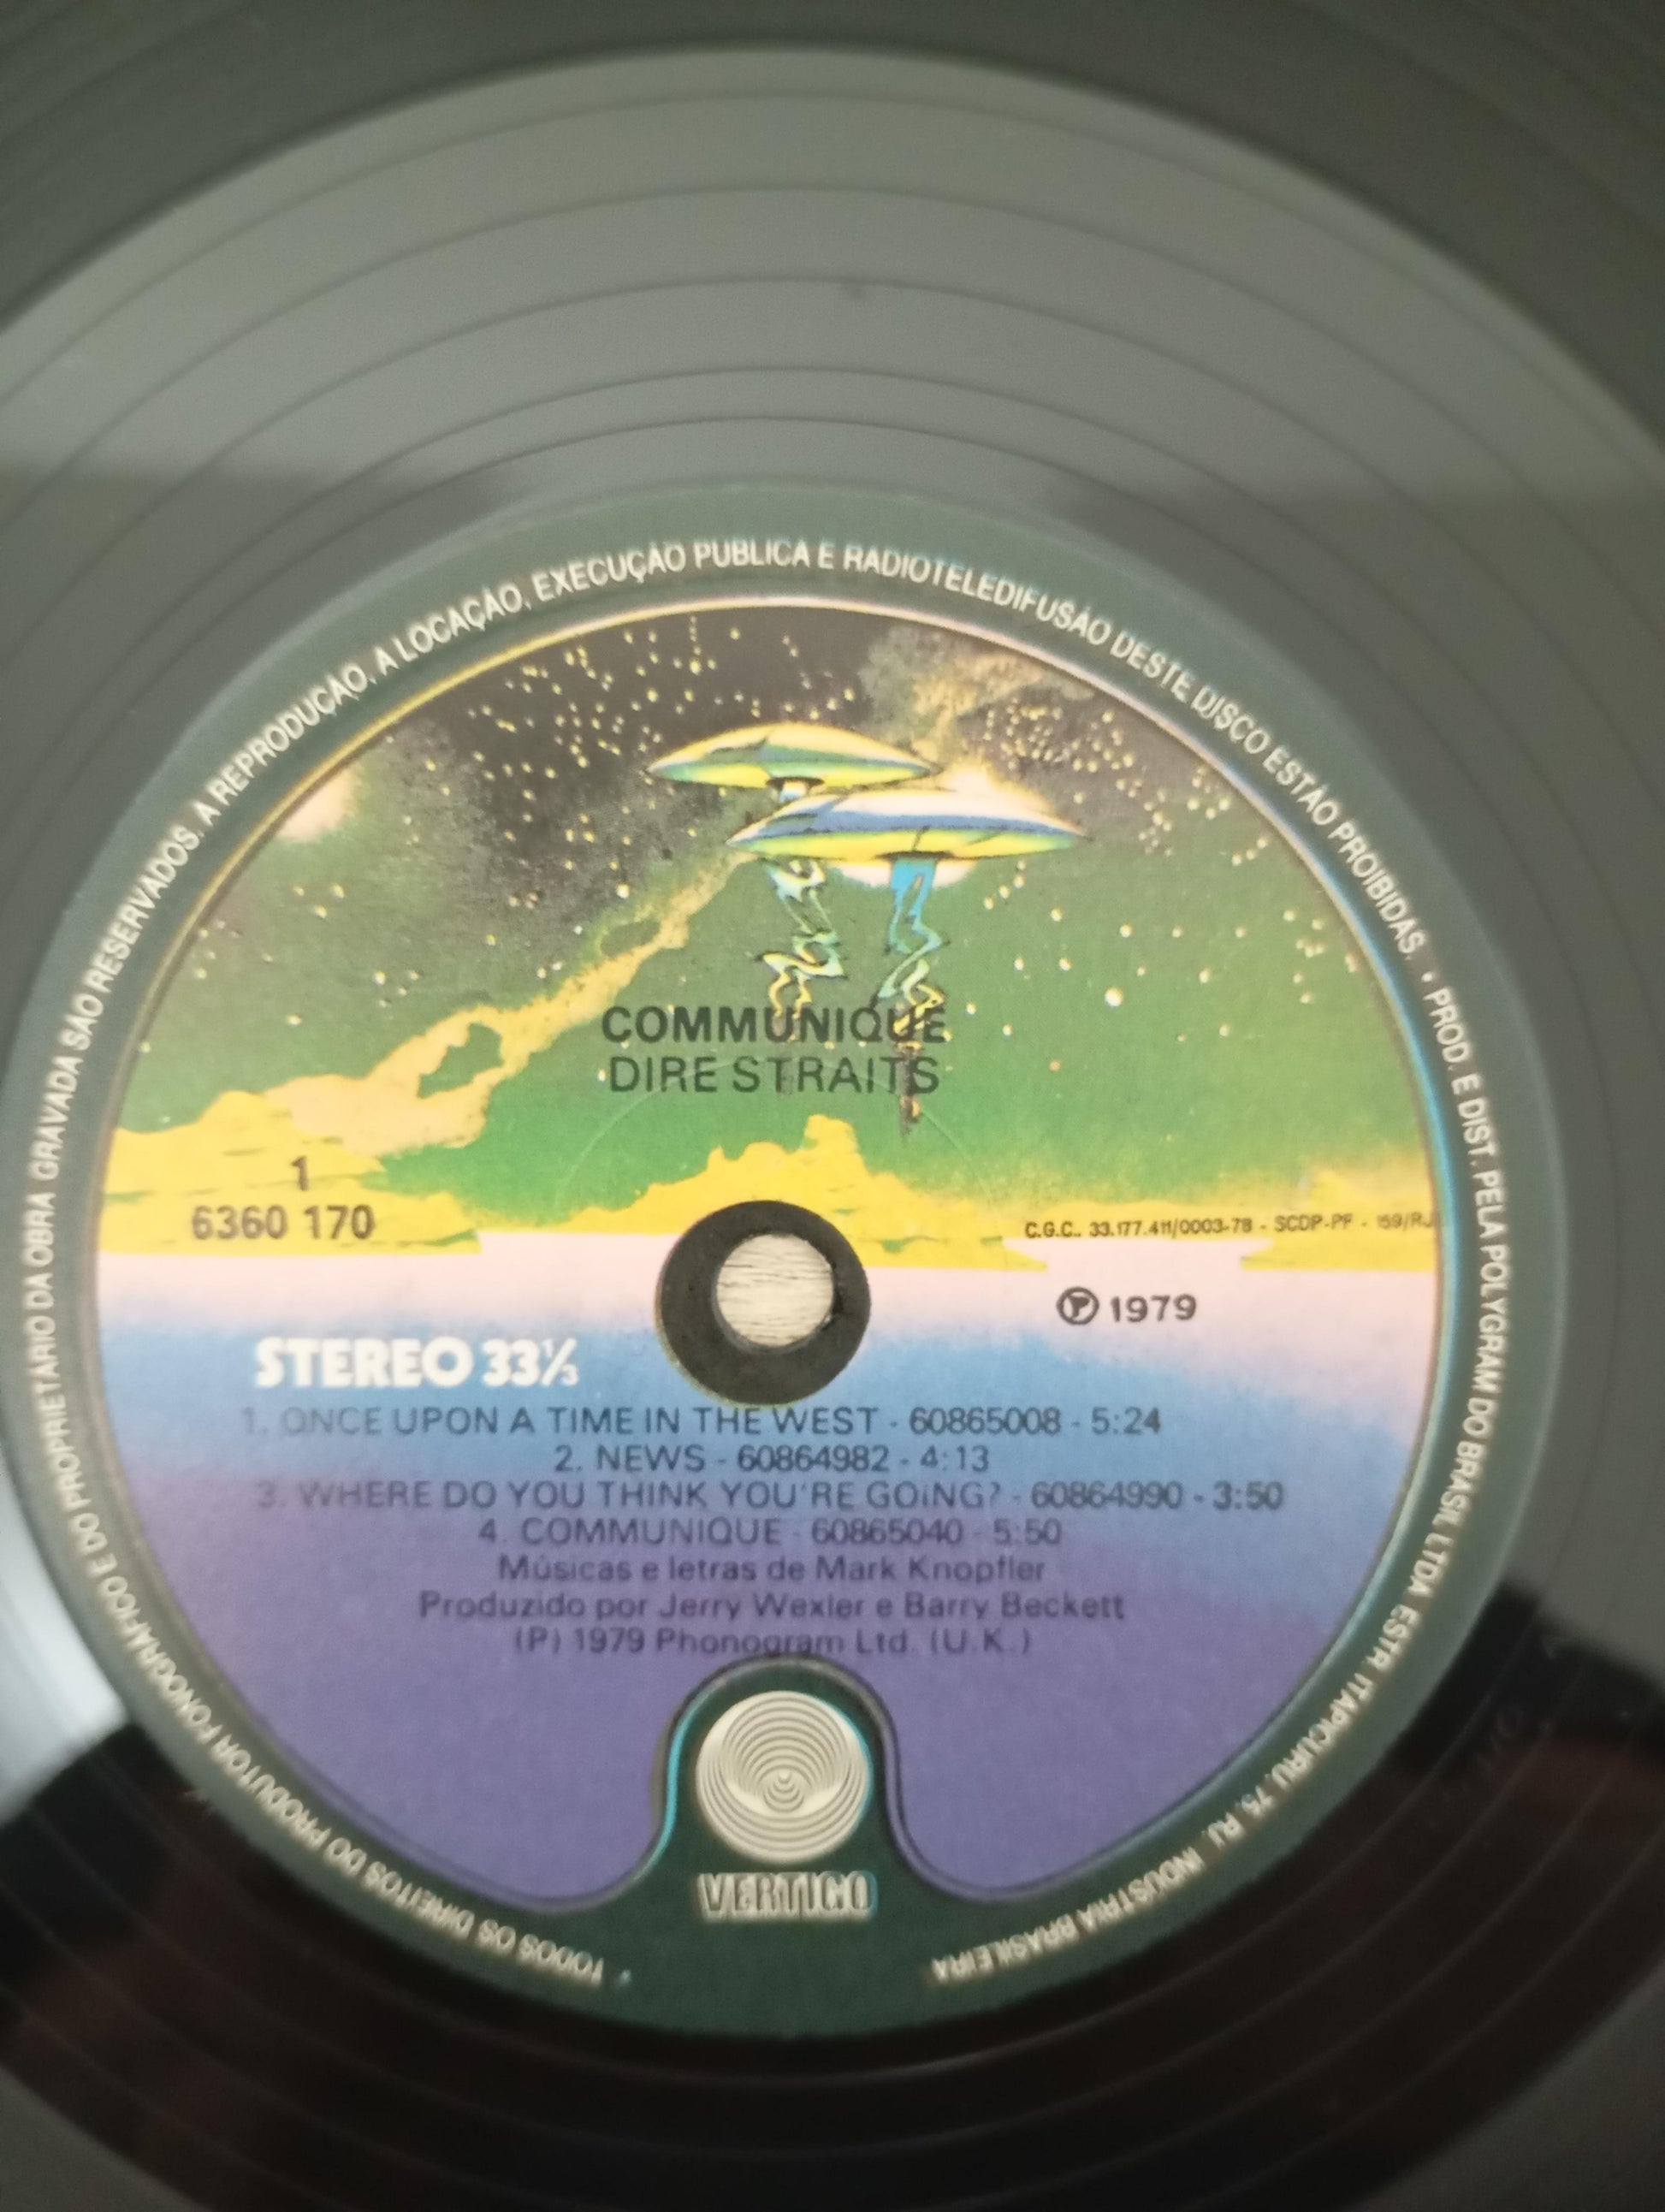 TODOS OS DIREITOS DO PRODUTOR FONOGRÁFICO E DO PROPRIETÁRIO DA OBRA GRAVADA SÃO RESERVADOS. A REPRODUÇÃO, A LOCAÇÃO, EXECUÇÃO PÚBLICA E RADIOTELEDIFUSÃO DESTE DISCO ESTÃO PROIBIDAS. • PROD. E DIST. PELA POLYGRAM DO BRASIL LTDA ESTR. ITAPICURU, 75, RJ. INDÚSTRIA BRASILEIRA
COMMUNIQUE
DIRE STRAITS
1
6360 170
C.G.C. 33.177.411/0003-78 - SCDP-PF - 159/RJ
Ⓟ 1979
STEREO 33⅓
1. ONCE UPON A TIME IN THE WEST - 60865008 - 5:24
2. NEWS - 60864982 - 4:13
3. WHERE DO YOU THINK YOU'RE GOING? - 60864990 - 3:50
4. COMMUNIQUE - 60865040 - 5:50
Músicas e letras de Mark Knopfler
Produzido por Jerry Wexler e Barry Beckett
(P) 1979 Phonogram Ltd. (U.K.)
VERTIGO